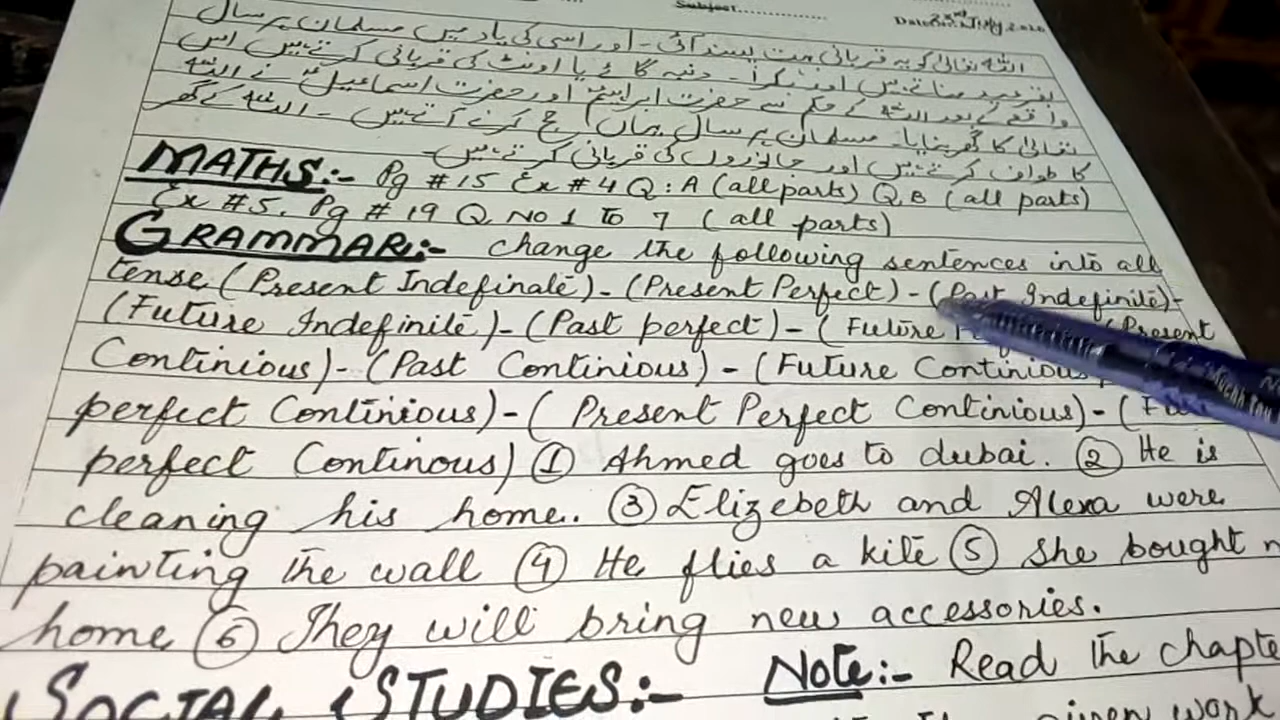 Subject..............
اللہ تعالیٰ کو یہ قربانی بہت پسند آئی - اور اسی کی یاد میں مسلمان ہر سال
بقرعید مناتے ہیں اور بکرا - دنبہ گائے یا اونٹ کی قربانی کرتے ہیں اس
واقعے کے بعد اللہ کے حکم سے حضرت ابراہیم اور حضرت اسماعیل نے اللہ
تعالیٰ کا گھر بنایا۔ مسلمان ہر سال یہاں حج کرنے آتے ہیں - اللہ کے گھر
کا طواف کرتے ہیں اور جانوروں کی قربانی کرتے ہیں-
MATHS:- Pg #15 Ex #4 Q: A (all parts) Q B (all parts)
Ex #5. Pg #19 Q NO 1 To 7 (all parts)
GRAMMAR:- change the following sentences into all
tense (Present Indefinate) - (Present Perfect) - (Past Indefinite)-
(Future Indefinite) - (Past perfect) - (Future (Present
Continious) - (Past Continious) - (Future Continious
perfect Continious) - (Present Perfect Continious) - (
perfect Continous) ① Ahmed goes to dubai. ② He is
cleaning his home. ③ Elizebeth and Alexa were
painting the wall ④ He flies a kite ⑤ She bought
home ⑥ They will bring new accessories.
SOCIAL STUDIES:- Note:- Read the chapte
given work